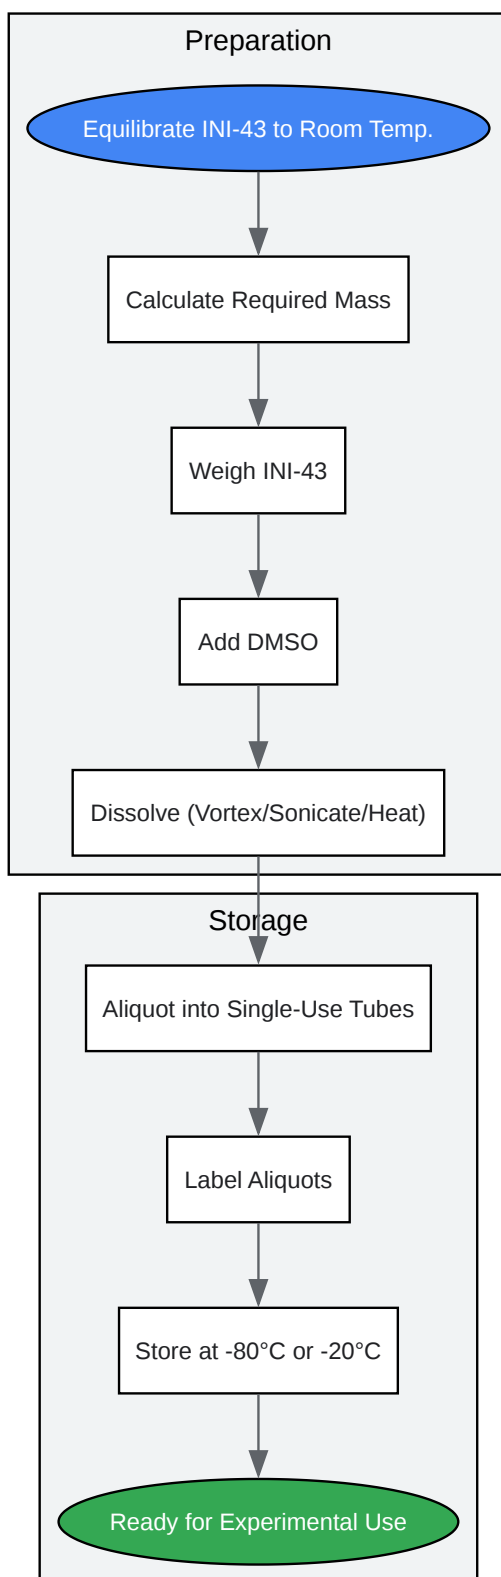 Preparation
Equilibrate INI-43 to Room Temp.
Calculate Required Mass
Weigh INI-43
Add DMSO
Dissolve (Vortex/Sonicate/Heat)
Storage
Aliquot into Single-Use Tubes
Label Aliquots
Store at -80°C or -20°C
Ready for Experimental Use